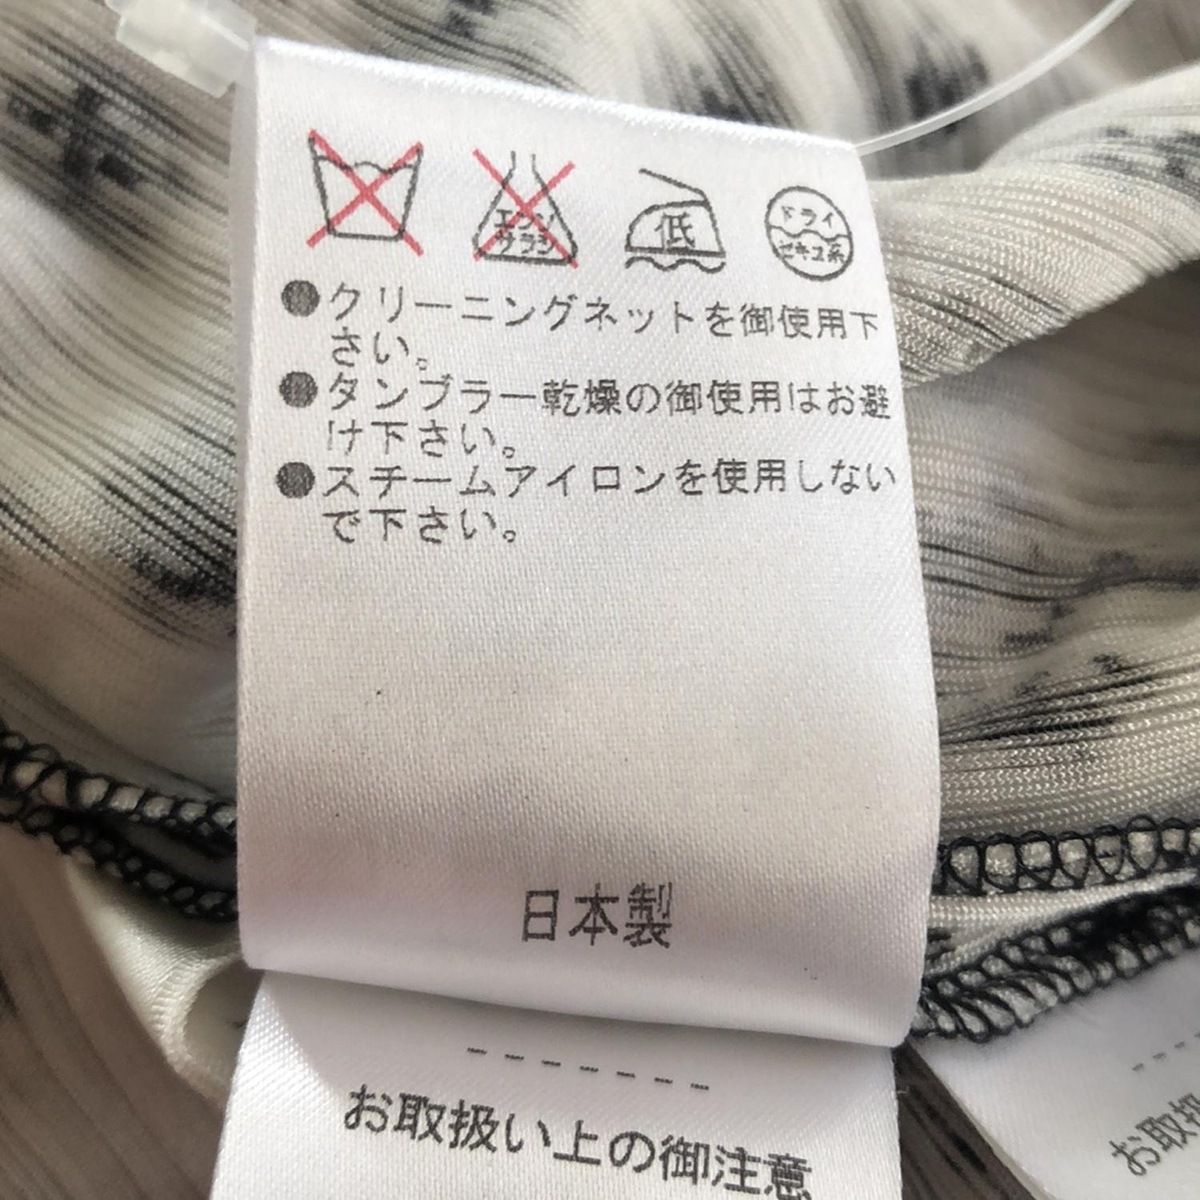 エンソ
サラシ
低
ドライ
セキユ系
●クリーニングネットを御使用下
さい。
●タンブラー乾燥の御使用はお避
け下さい。
●スチームアイロンを使用しない
で下さい。
日本製
お取扱い上の御注意
お取扱